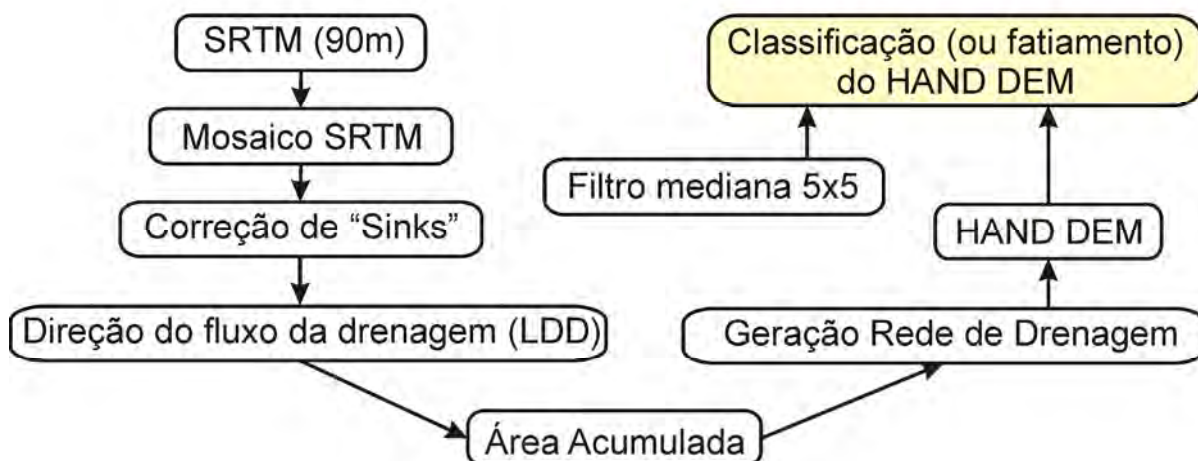 SRTM (90m)
Mosaico SRTM
Correção de “Sinks”
Direção do fluxo da drenagem (LDD)
Área Acumulada
Geração Rede de Drenagem
HAND DEM
Filtro mediana 5x5
Classificação (ou fatiamento)
do HAND DEM